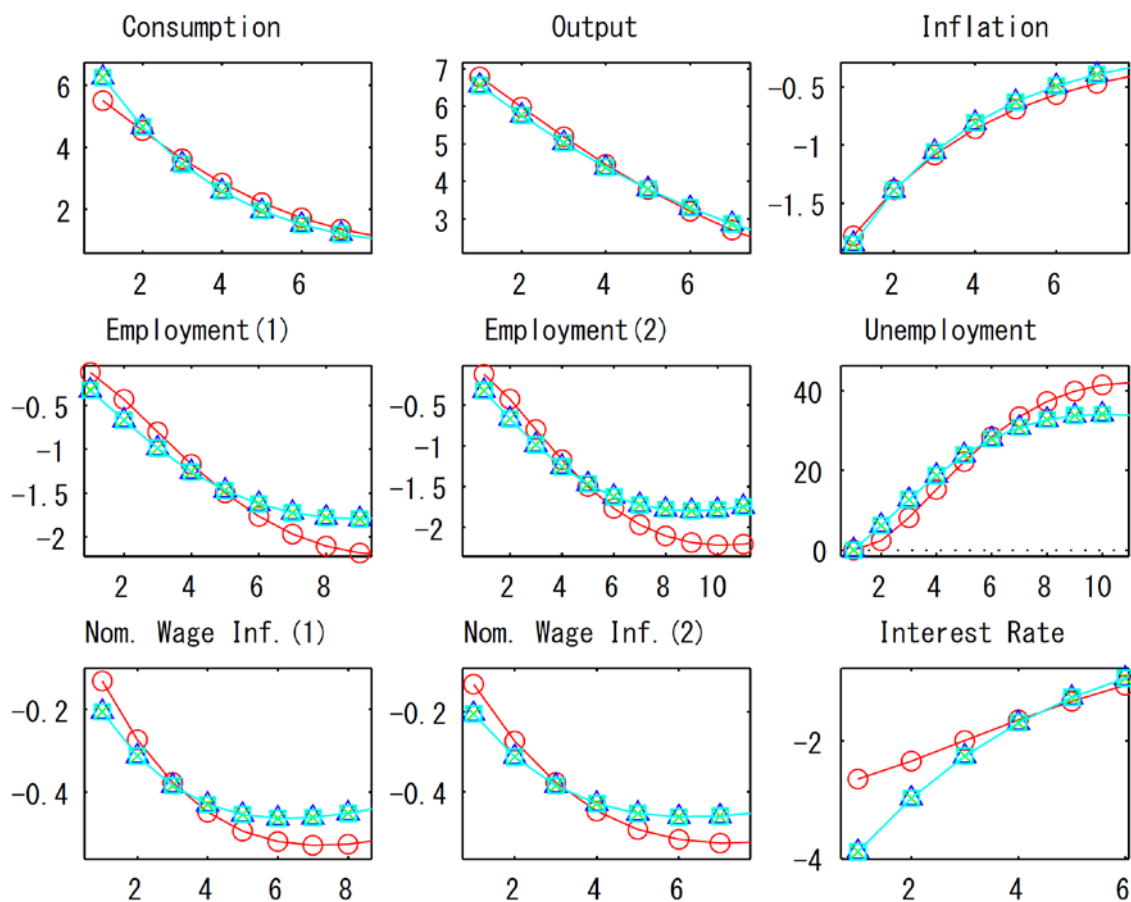 Consumption
Output
Inflation
6
4
2
2 4 6
7
6
5
4
3
2 4 6
-0.5
-1
-1.5
2 4 6
Employment(1)
Employment(2)
Unemployment
-0.5
-1
-1.5
-2
2 4 6 8
-0.5
-1
-1.5
-2
2 4 6 8 10
40
20
0
2 4 6 8 10
Nom. Wage Inf.(1)
Nom. Wage Inf.(2)
Interest Rate
-0.2
-0.4
2 4 6 8
-0.2
-0.4
2 4 6
-2
-4
2 4 6